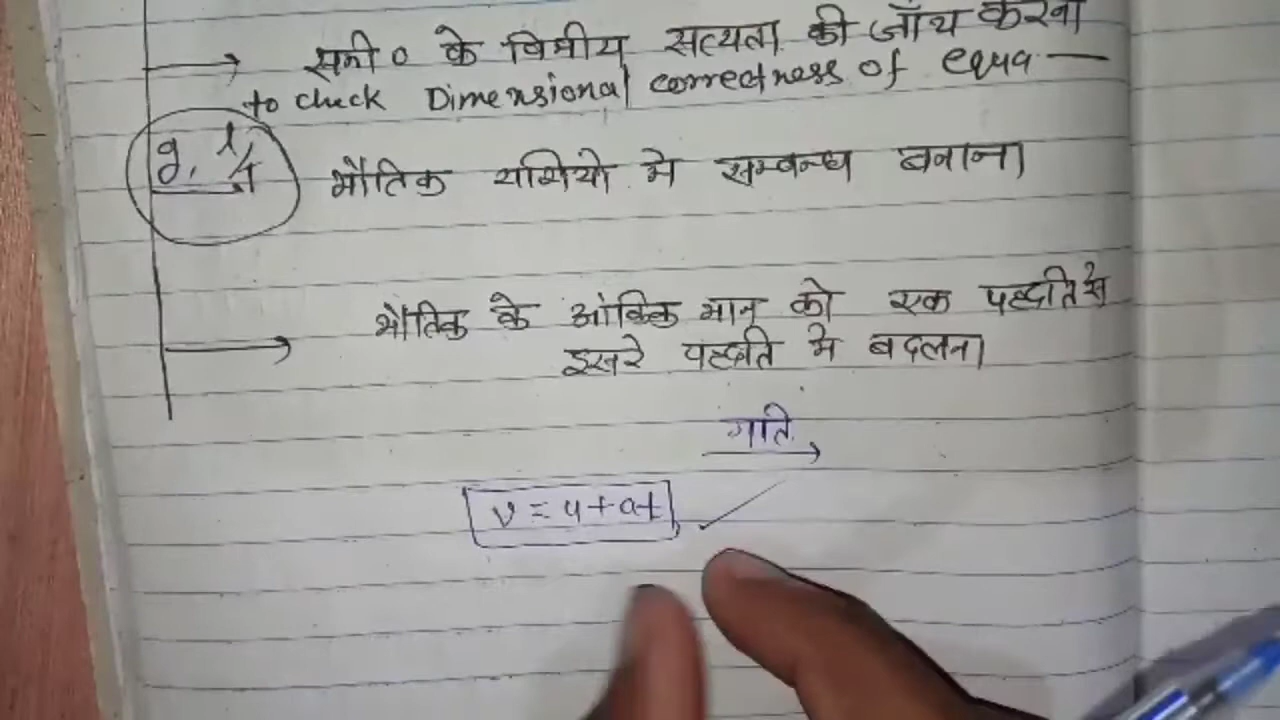 समी० के विमीय सत्यता की जाँच करना
to check Dimensional correctness of equa
g, l/T भौतिक राशियो मे सम्बन्ध बनाना
भौतिक के आंकिक मान को एक पद्धति से
दूसरे पद्धति मे बदलना
गति
v = u + at